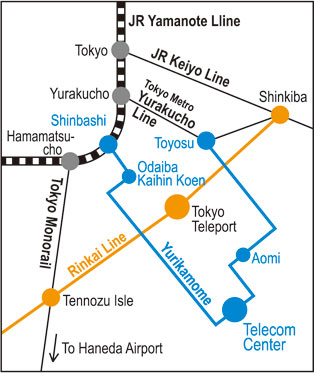 JR Yamanote Lline
Tokyo
JR Keiyo Line
Yurakucho
Tokyo Metro
Yurakucho
Line
Shinkiba
Shinbashi
Hamamatsu-
cho
Toyosu
Odaiba
Kaihin Koen
Tokyo Monorail
Rinkai Line
Tokyo
Teleport
Yurikamome
Aomi
Tennozu Isle
Telecom
Center
To Haneda Airport